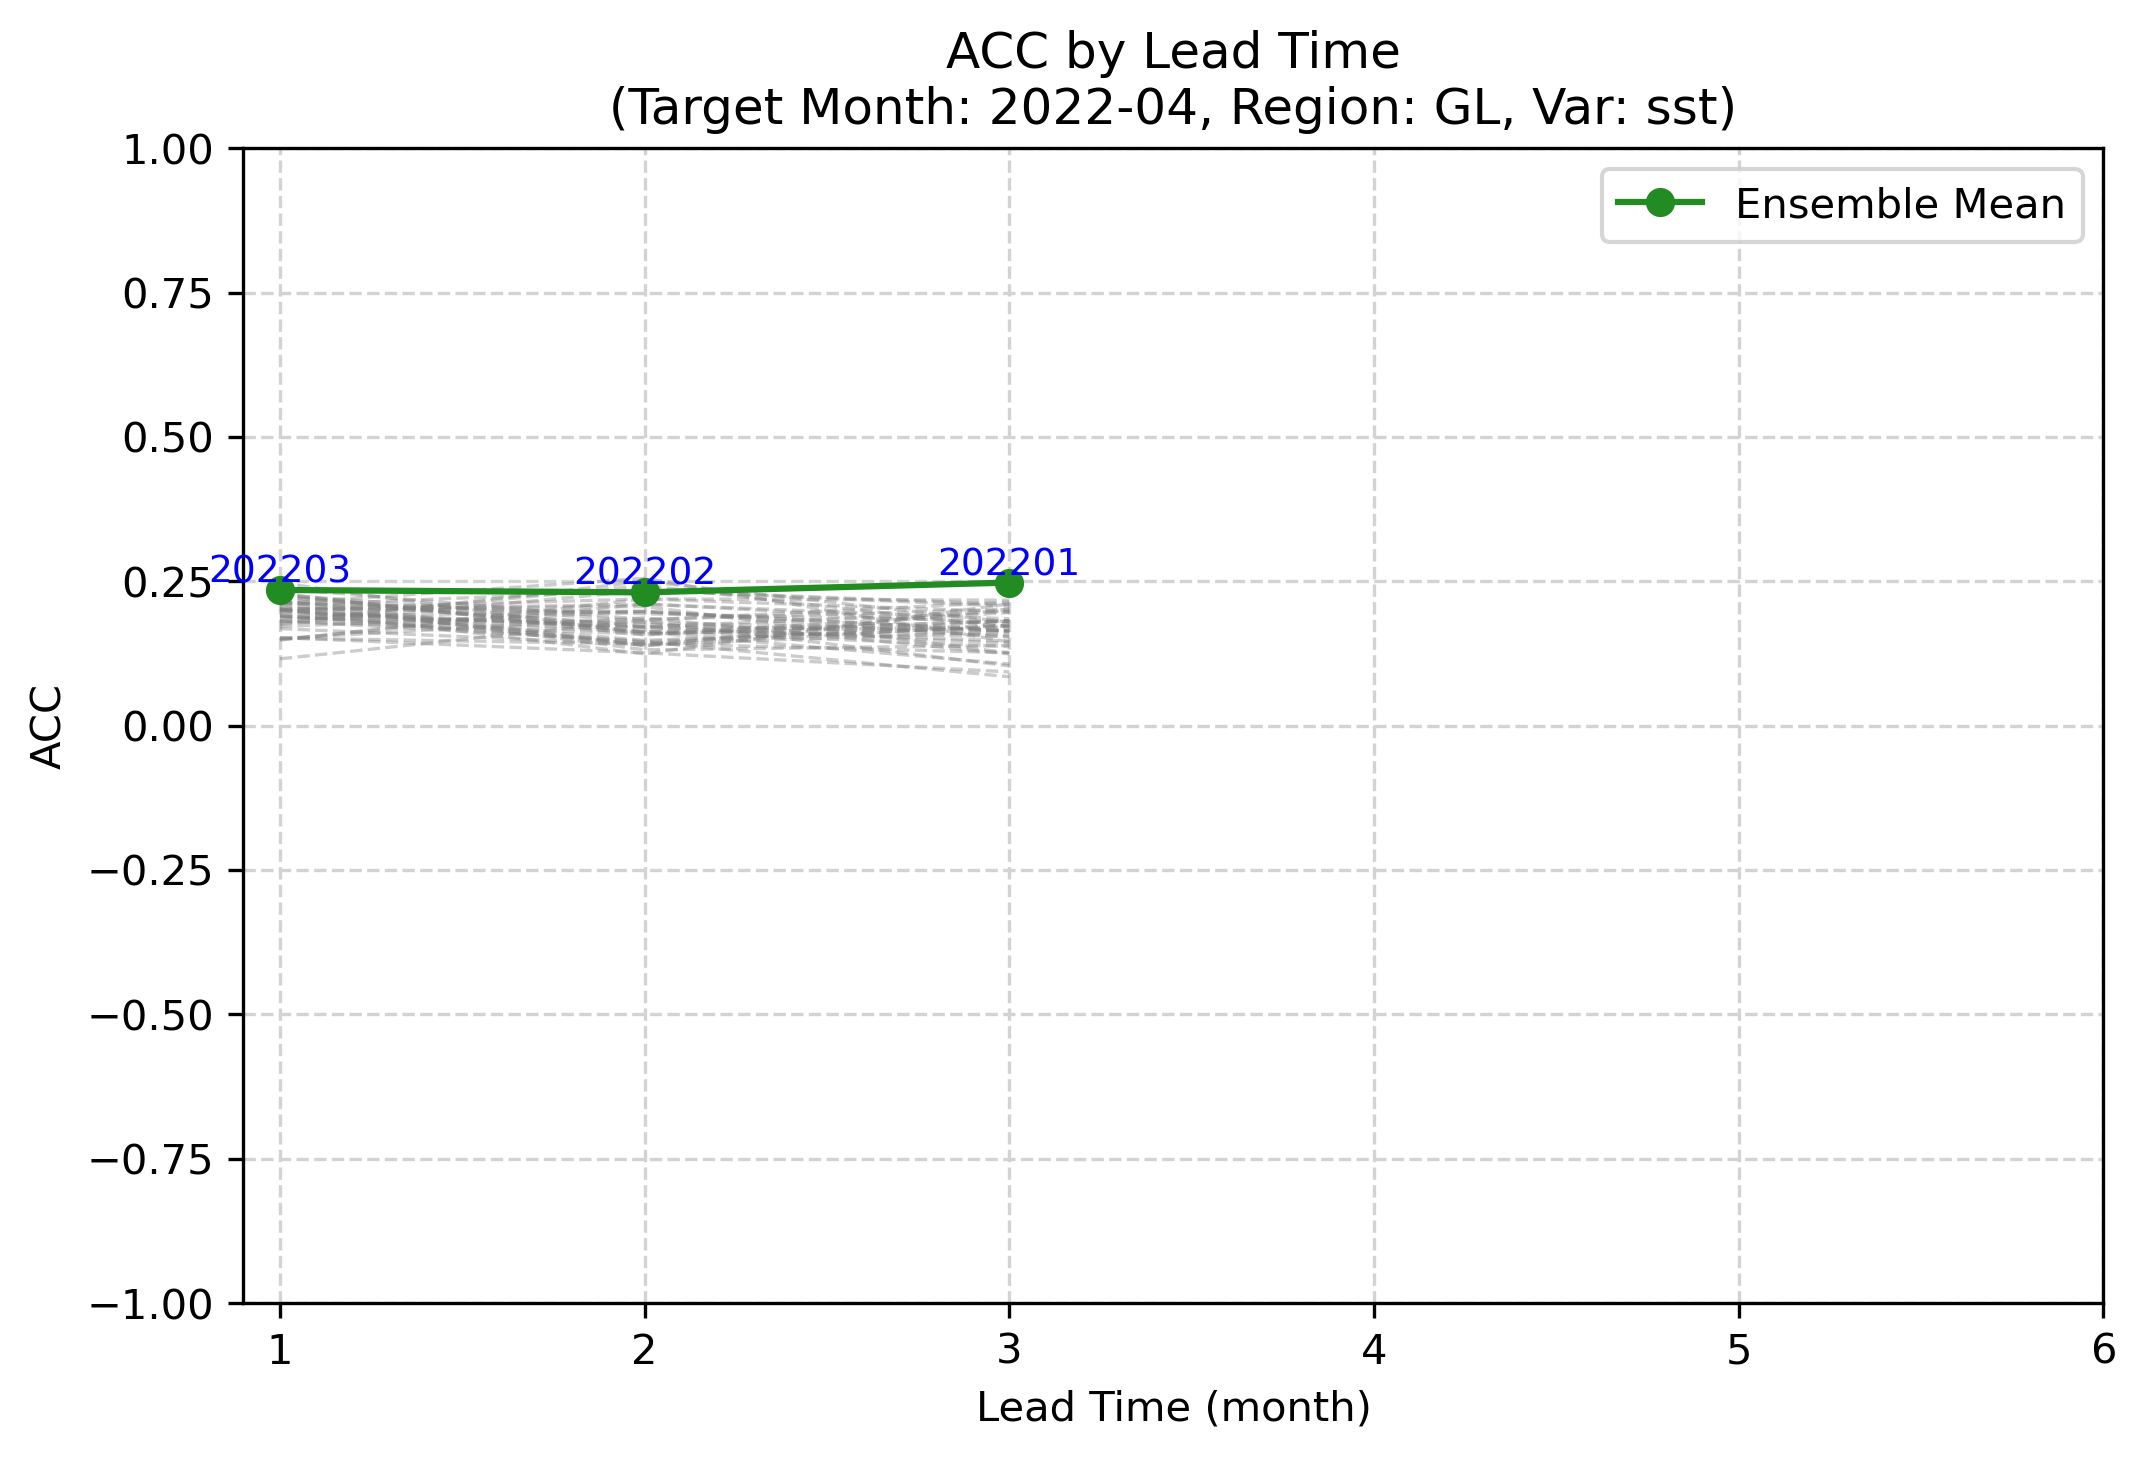 ACC by Lead Time
(Target Month: 2022-04, Region: GL, Var: sst)
Ensemble Mean
1.00
0.75
0.50
0.25
0.00
−0.25
−0.50
−0.75
−1.00
ACC
202203
202202
202201
1 2 3 4 5 6
Lead Time (month)